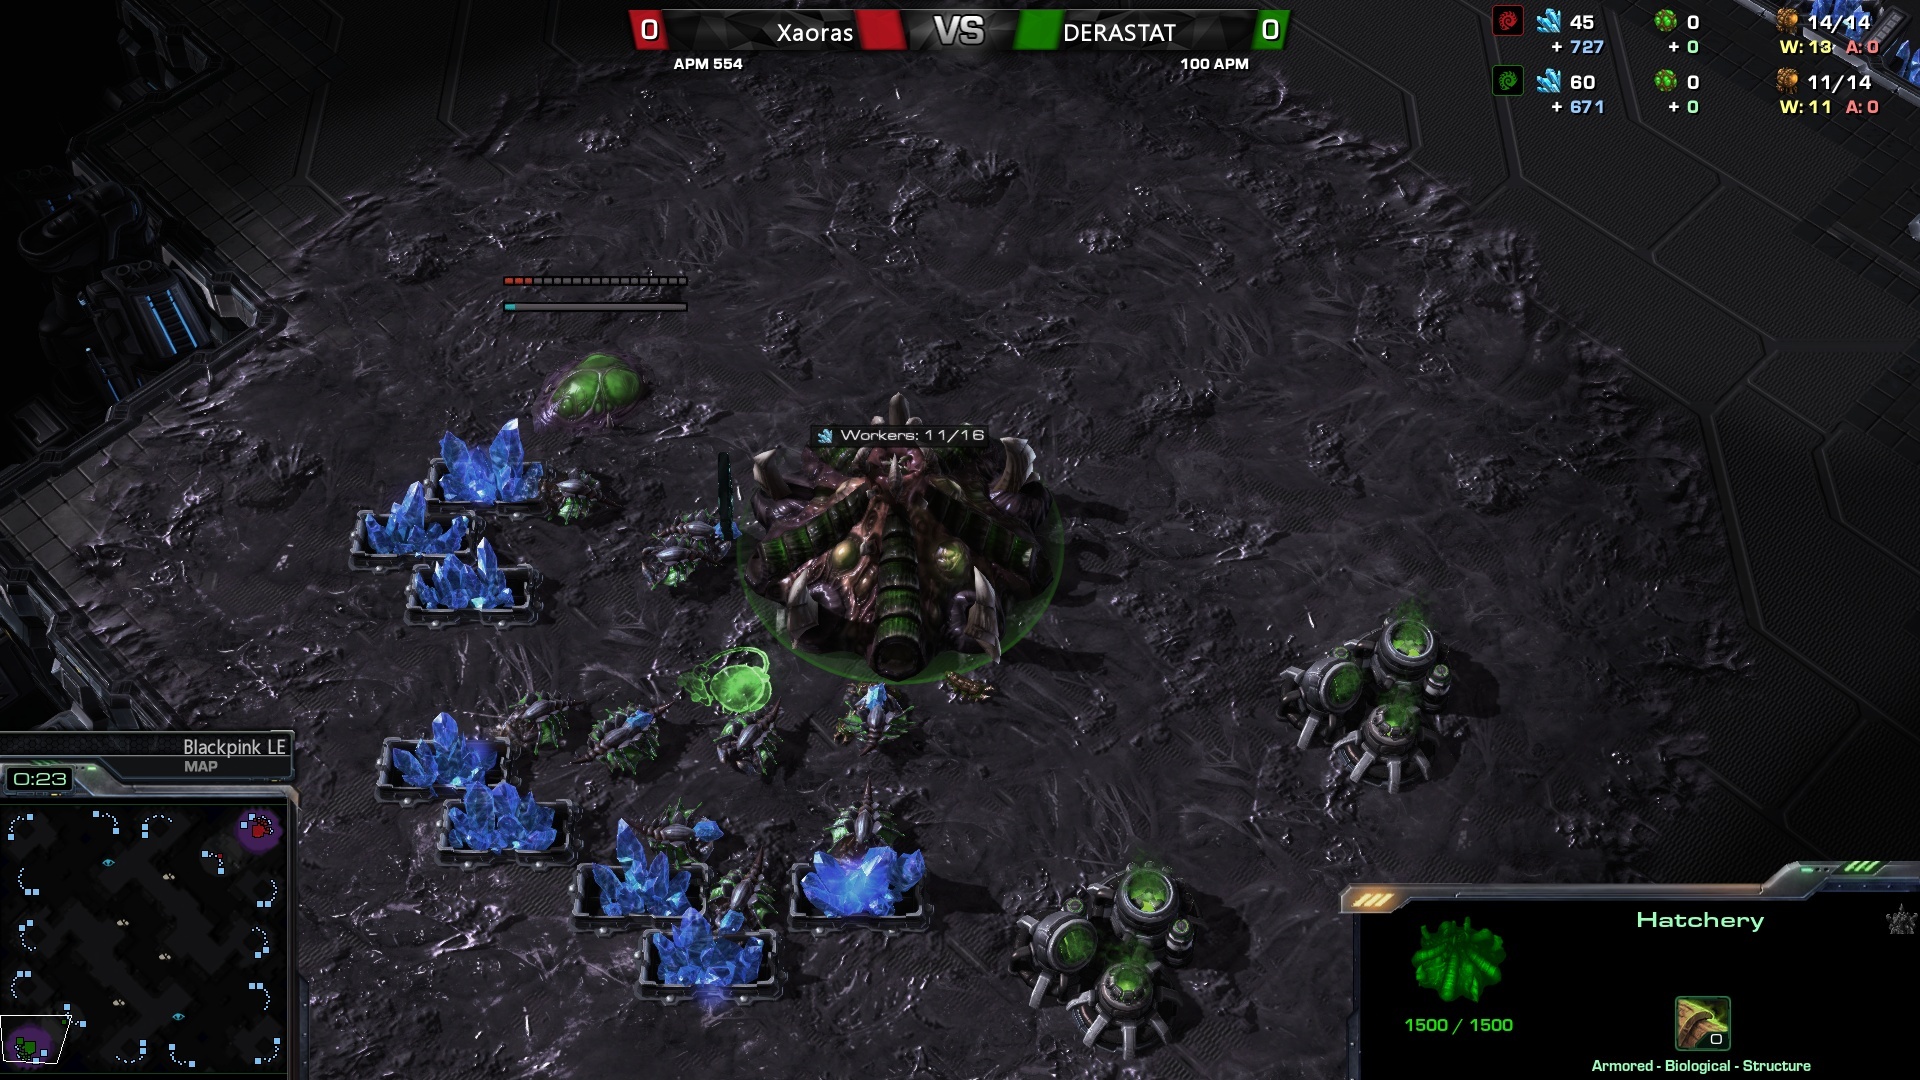 0 Xaoras VS DERASTAT 0
APM 554 100 APM
45 0 14/14
+ 727 + 0 W: 13 A: 0
60 0 11/14
+ 671 + 0 W: 11 A: 0
Workers: 11/16
Blackpink LE
MAP
0:23
Hatchery
1500 / 1500
0
Armored - Biological - Structure